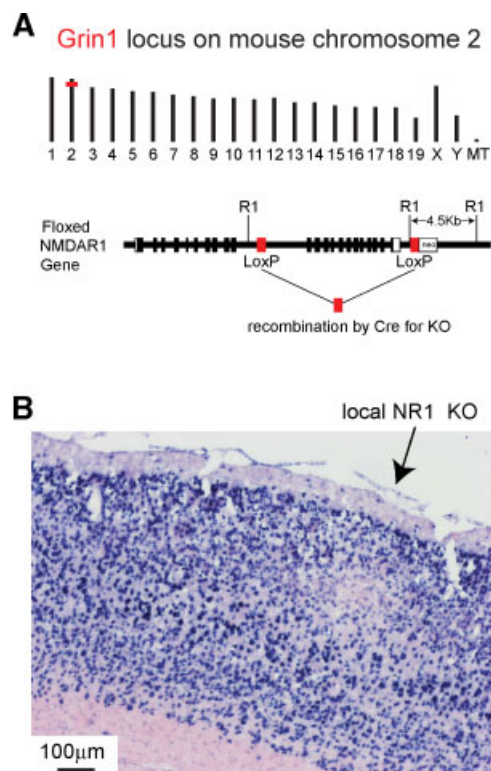 A
Grin1 locus on mouse chromosome 2
1 2 3 4 5 6 7 8 9 10 11 12 13 14 15 16 17 18 19 X Y MT
R1 R1 R1
4.5Kb
Floxed
NMDAR1
Gene
neo
LoxP LoxP
recombination by Cre for KO
B
local NR1 KO
100μm